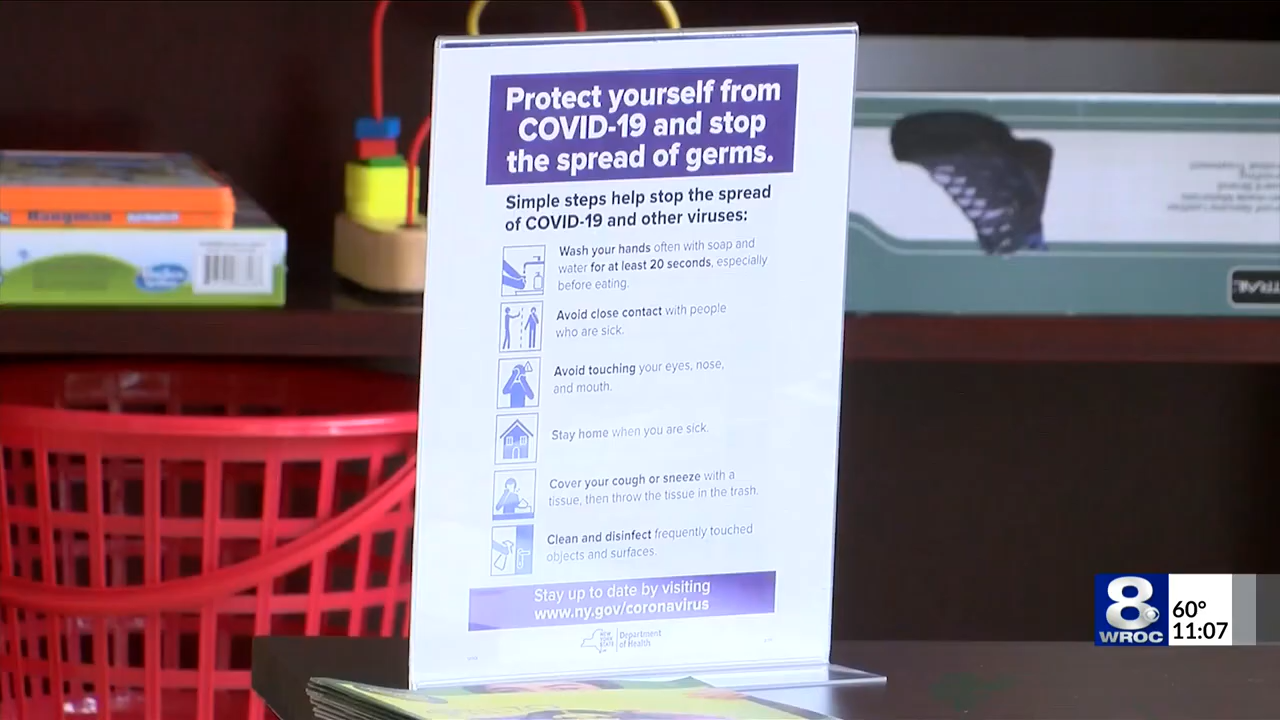 Protect yourself from
COVID-19 and stop
the spread of germs.
Simple steps help stop the spread
of COVID-19 and other viruses:
Wash your hands often with soap and
water for at least 20 seconds, especially
before eating.
Avoid close contact with people
who are sick.
Avoid touching your eyes, nose,
and mouth.
Stay home when you are sick.
Cover your cough or sneeze with a
tissue, then throw the tissue in the trash.
Clean and disinfect frequently touched
objects and surfaces.
Stay up to date by visiting
www.ny.gov/coronavirus
NEW YORK STATE
Department
of Health
Hangman
Hasbro
8
WROC
60°
11:07